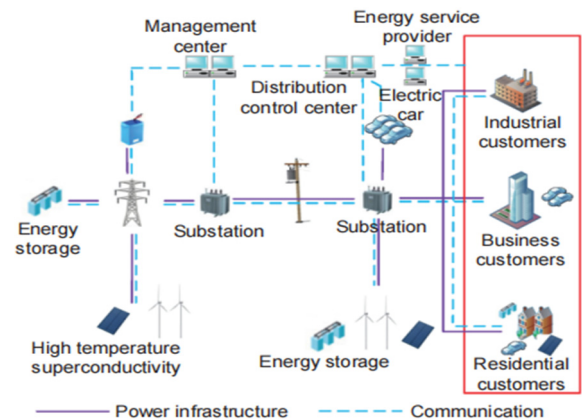 Management
center
Energy service
provider
Distribution
control center
Electric
car
Industrial
customers
Energy
storage
Substation
Substation
Business
customers
High temperature
superconductivity
Energy storage
Residential
customers
Power infrastructure
Communication